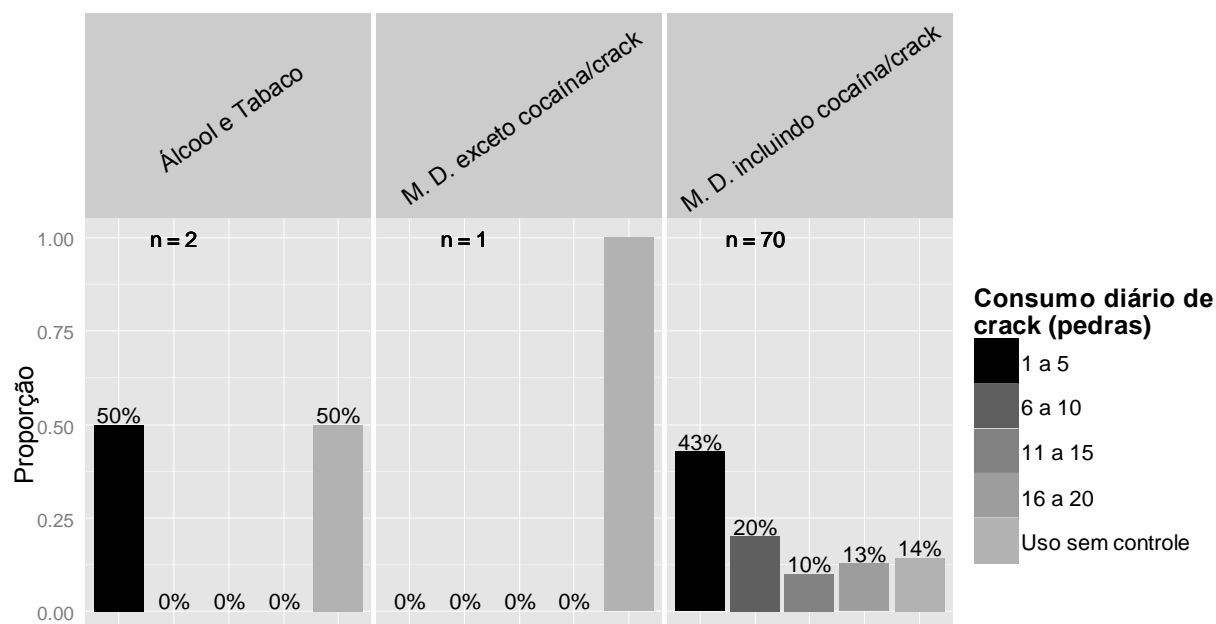 Álcool e Tabaco
M. D. exceto cocaína/crack
M. D. incluindo cocaína/crack
n = 2
n = 1
n = 70
Proporção
1.00
0.75
0.50
0.25
0.00
50%
0%
0%
0%
50%
0%
0%
0%
0%
43%
20%
10%
13%
14%
Consumo diário de
crack (pedras)
1 a 5
6 a 10
11 a 15
16 a 20
Uso sem controle